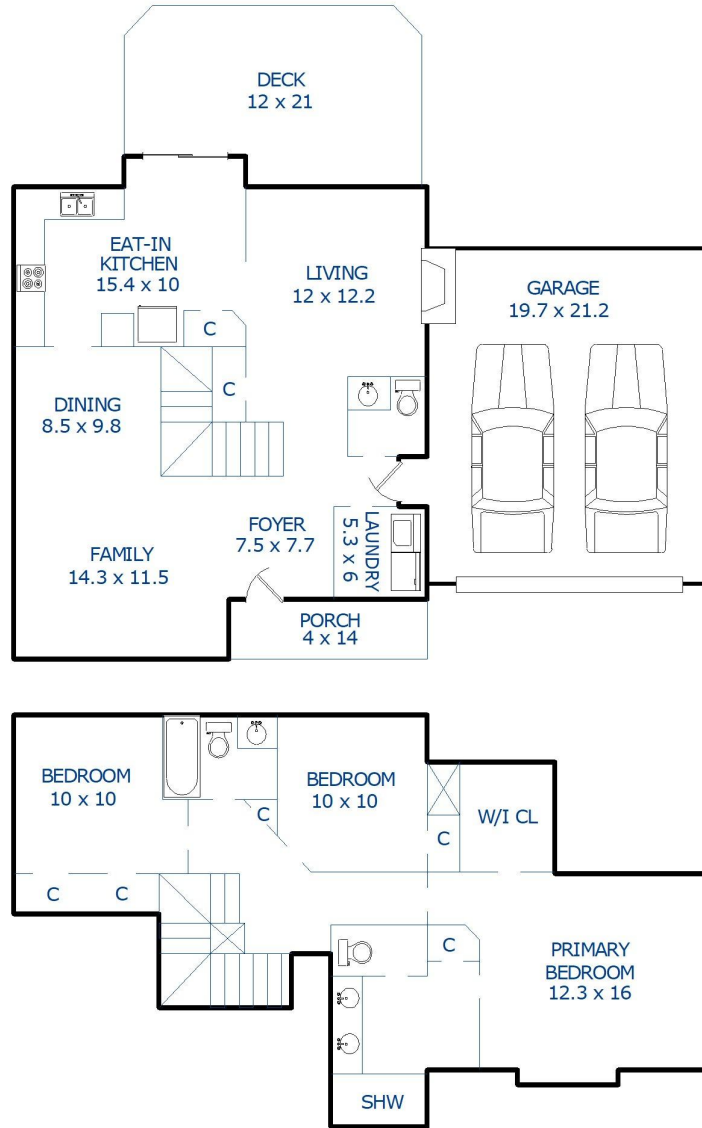 DECK
12 x 21
EAT-IN
KITCHEN
15.4 x 10
LIVING
12 x 12.2
GARAGE
19.7 x 21.2
C
C
DINING
8.5 x 9.8
FOYER
7.5 x 7.7
LAUNDRY
5.3 x 6
FAMILY
14.3 x 11.5
PORCH
4 x 14
BEDROOM
10 x 10
BEDROOM
10 x 10
C
W/I CL
C
C
C
C
PRIMARY
BEDROOM
12.3 x 16
SHW